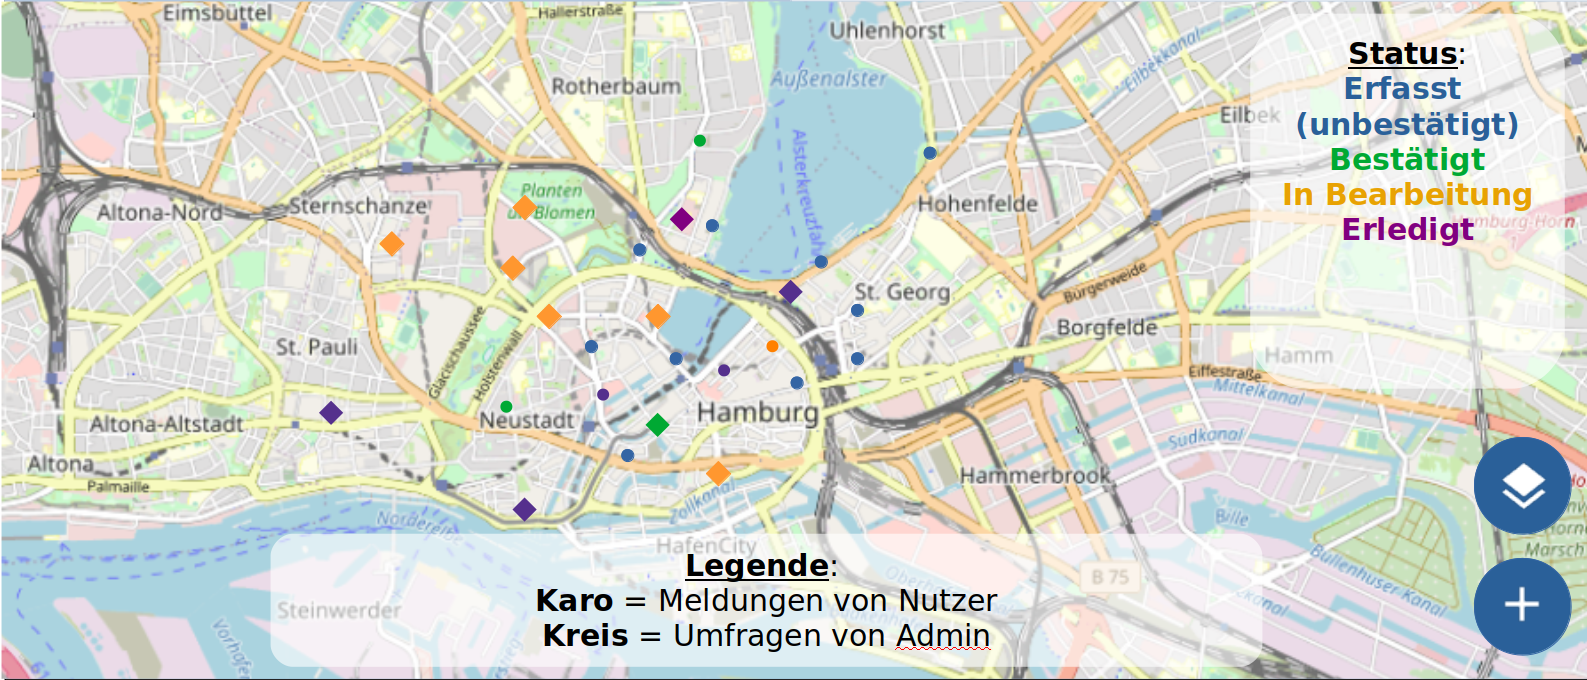 Eimsbüttel
Hallerstraße
Uhlenhorst
Eilbekkanal
Rotherbaum
Außenalster
Alsterkreuzfahrt
Eilbek
Status:
Erfasst
(unbestätigt)
Bestätigt
In Bearbeitung
Erledigt
Hamburg-Horn
Altona-Nord
Sternschanze
Planten
un Blomen
Hohenfelde
St. Georg
Bürgerweide
Borgfelde
Hamm
Eiffestraße
Mittelkanal
St. Pauli
Glacischaussee
Holstenwall
Altona-Altstadt
Neustadt
Hamburg
Südkanal
Altona
Palmaille
Hammerbrook
Zollkanal
Norderelbe
HafenCity
Bille
Bullenhuser Kanal
B 75
Steinwerder
Legende:
Karo = Meldungen von Nutzer
Kreis = Umfragen von Admin